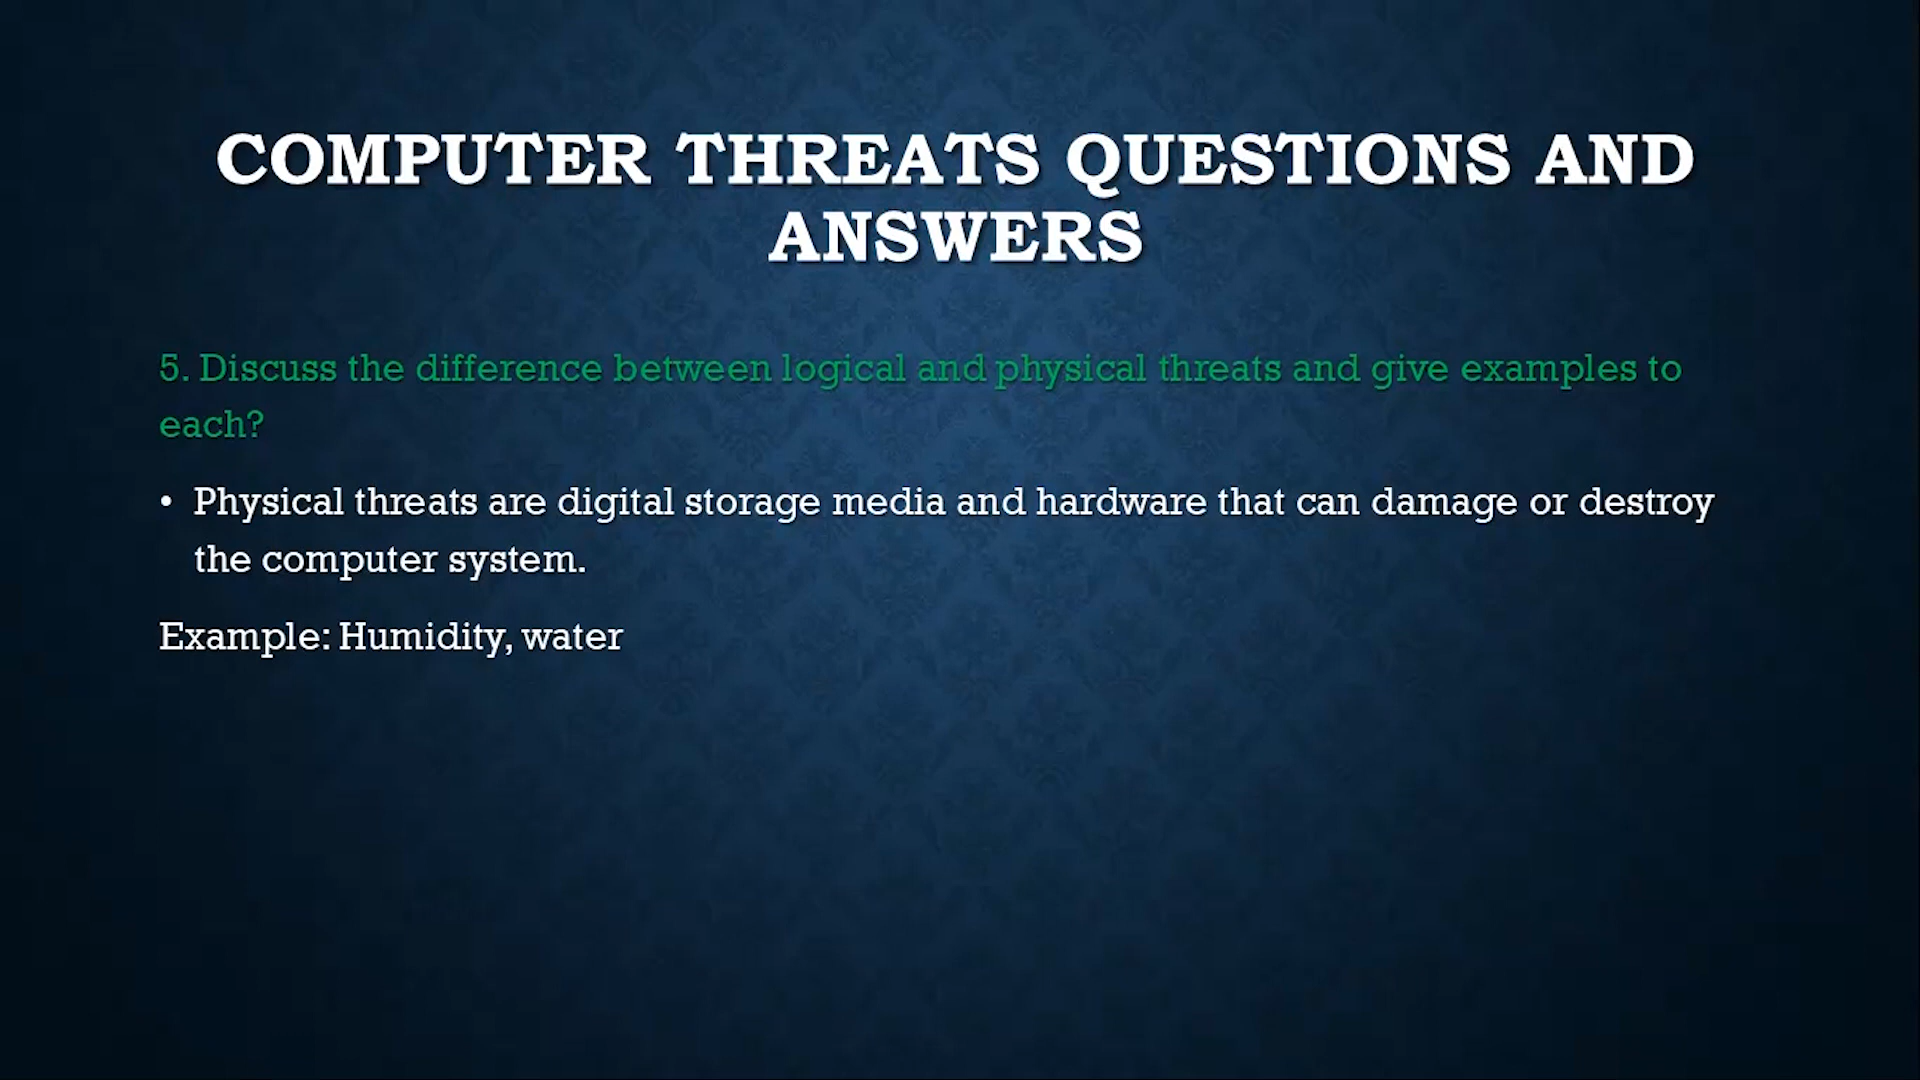 COMPUTER THREATS QUESTIONS AND
ANSWERS
5. Discuss the difference between logical and physical threats and give examples to
each?
• Physical threats are digital storage media and hardware that can damage or destroy
the computer system.
Example: Humidity, water